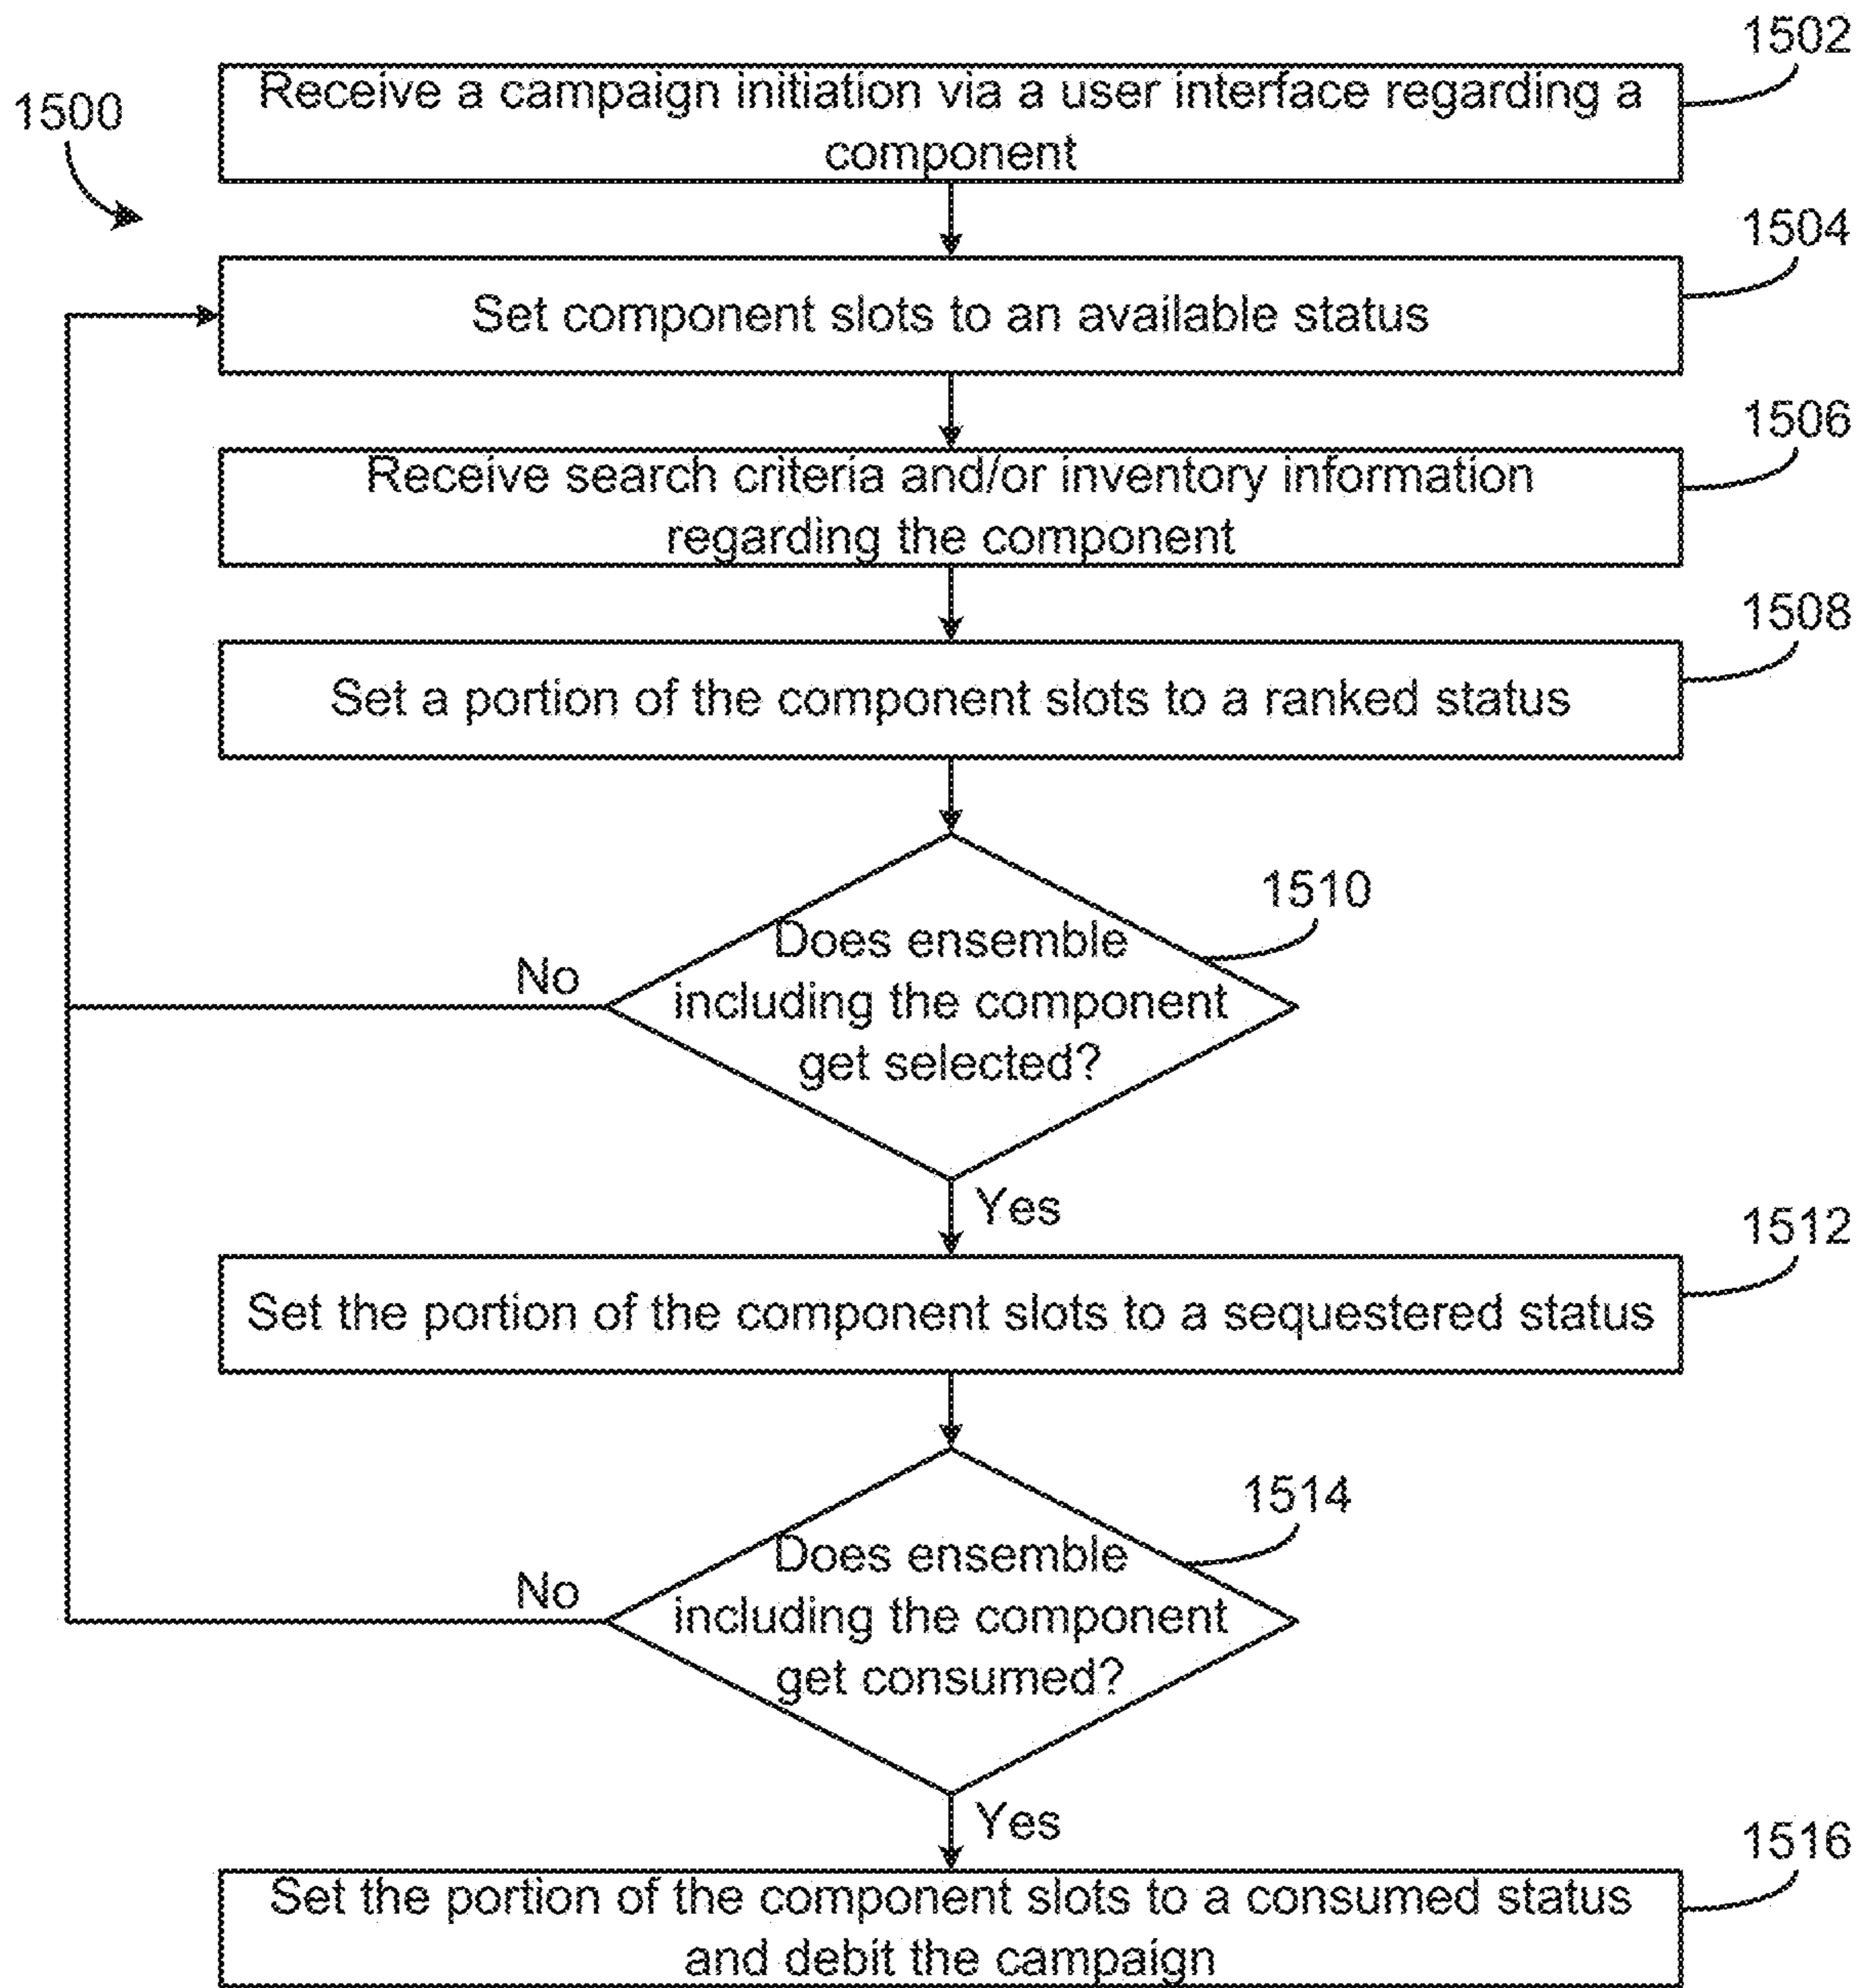 1502
Receive a campaign initiation via a user interface regarding a
component
1500
1504
Set component slots to an available status
1506
Receive search criteria and/or inventory information
regarding the component
1508
Set a portion of the component slots to a ranked status
1510
Does ensemble
including the component
get selected?
No
Yes
1512
Set the portion of the component slots to a sequestered status
1514
Does ensemble
including the component
get consumed?
No
Yes
1516
Set the portion of the component slots to a consumed status
and debit the campaign